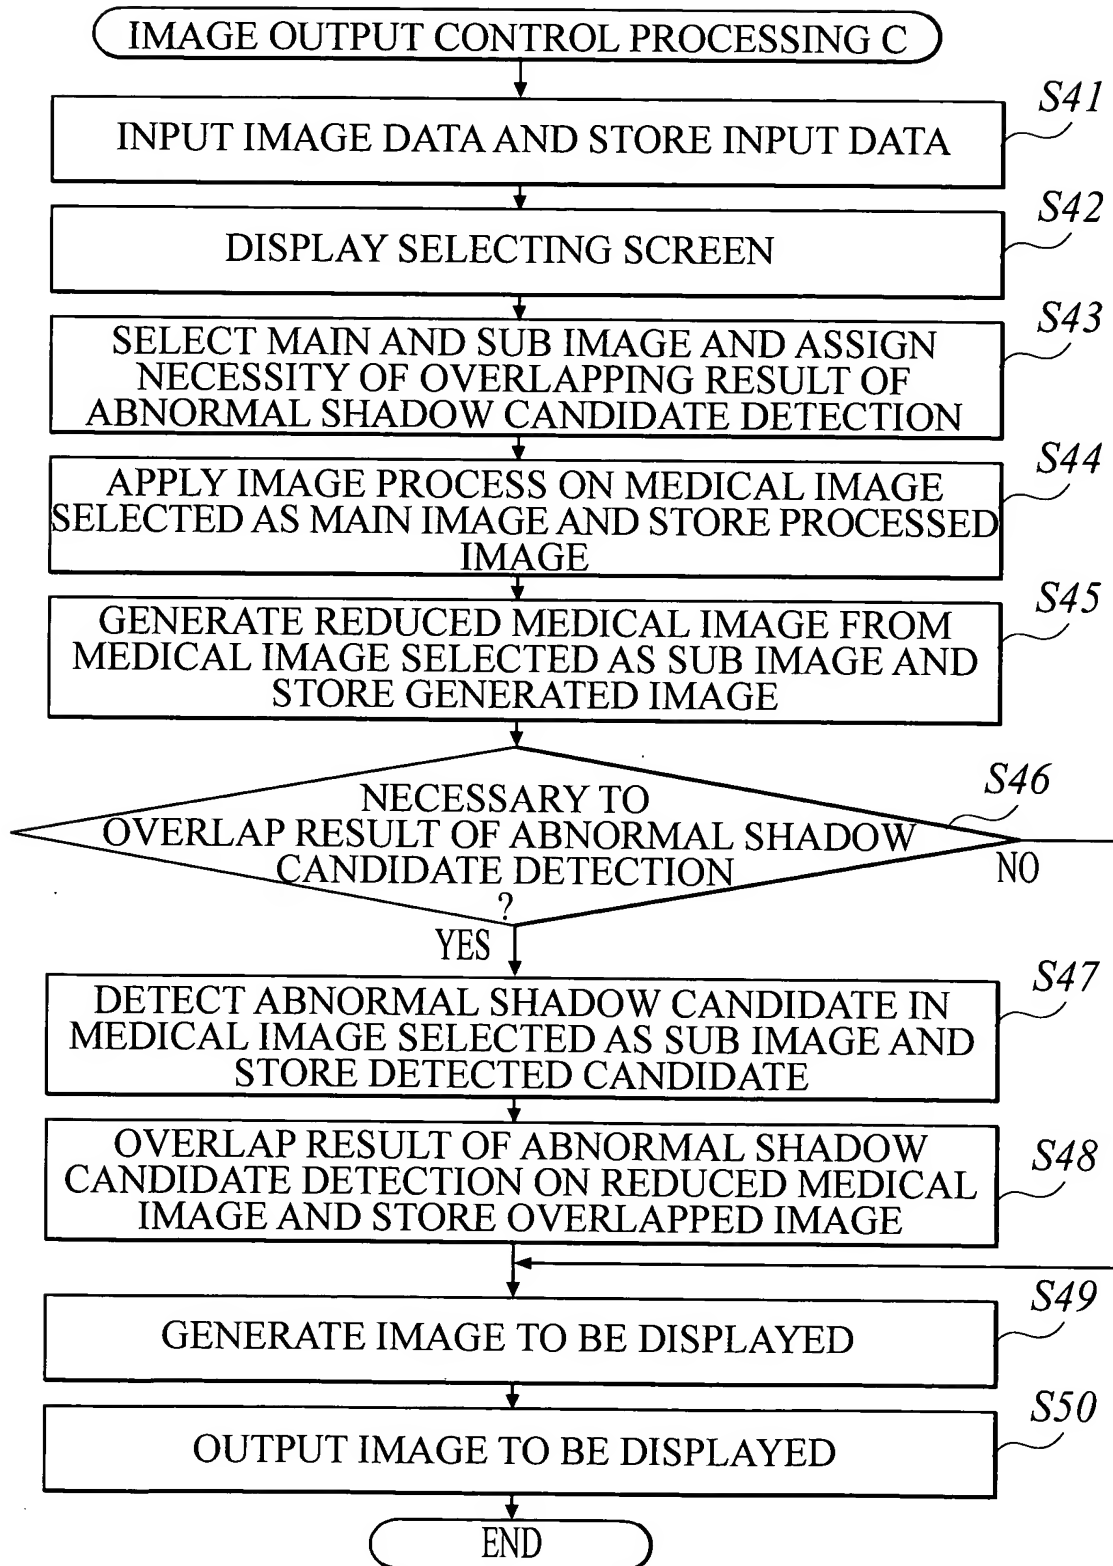 IMAGE OUTPUT CONTROL PROCESSING C
S41
INPUT IMAGE DATA AND STORE INPUT DATA
S42
DISPLAY SELECTING SCREEN
S43
SELECT MAIN AND SUB IMAGE AND ASSIGN
NECESSITY OF OVERLAPPING RESULT OF
ABNORMAL SHADOW CANDIDATE DETECTION
S44
APPLY IMAGE PROCESS ON MEDICAL IMAGE
SELECTED AS MAIN IMAGE AND STORE PROCESSED
IMAGE
S45
GENERATE REDUCED MEDICAL IMAGE FROM
MEDICAL IMAGE SELECTED AS SUB IMAGE AND
STORE GENERATED IMAGE
S46
NECESSARY TO
OVERLAP RESULT OF ABNORMAL SHADOW
CANDIDATE DETECTION
?
NO
YES
S47
DETECT ABNORMAL SHADOW CANDIDATE IN
MEDICAL IMAGE SELECTED AS SUB IMAGE AND
STORE DETECTED CANDIDATE
S48
OVERLAP RESULT OF ABNORMAL SHADOW
CANDIDATE DETECTION ON REDUCED MEDICAL
IMAGE AND STORE OVERLAPPED IMAGE
S49
GENERATE IMAGE TO BE DISPLAYED
S50
OUTPUT IMAGE TO BE DISPLAYED
END